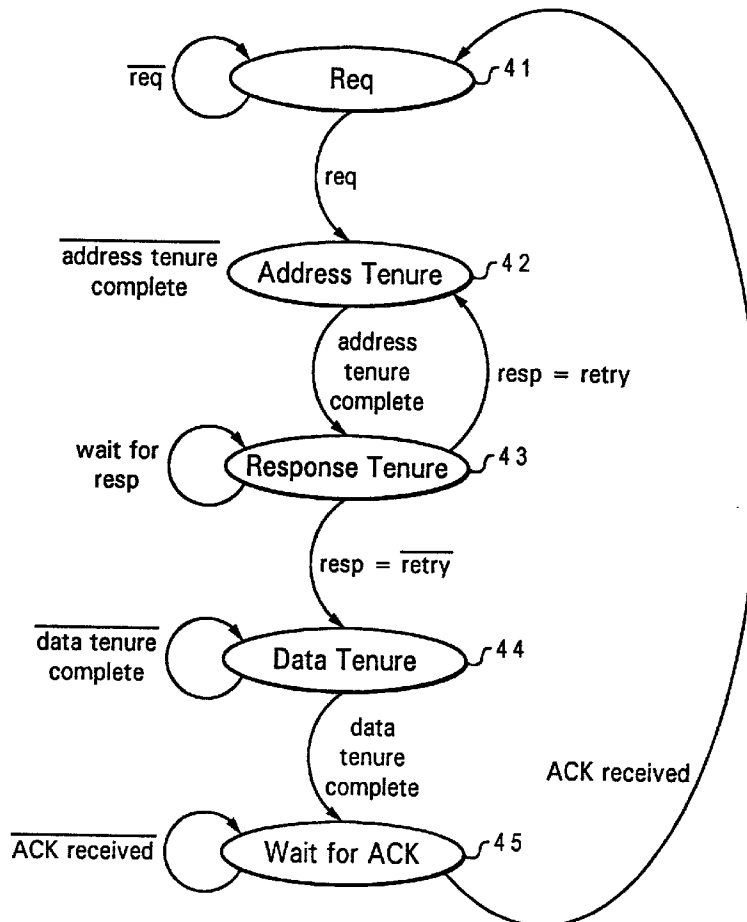 req
Req
41
req
address tenure
complete
Address Tenure
42
address
tenure
complete
resp = retry
wait for
resp
Response Tenure
43
resp = retry
data tenure
complete
Data Tenure
44
data
tenure
complete
ACK received
ACK received
Wait for ACK
45